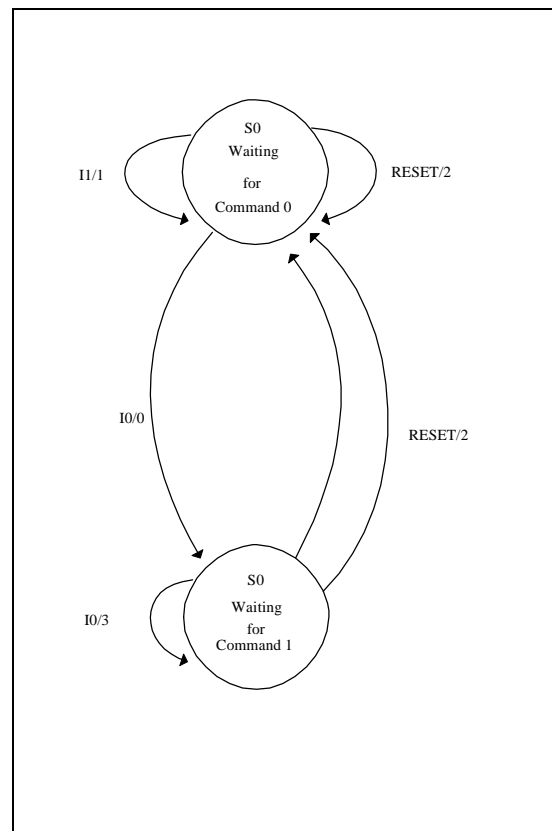 S0
Waiting
for
Command 0
I1/1
RESET/2
I0/0
RESET/2
S0
Waiting
for
Command 1
I0/3